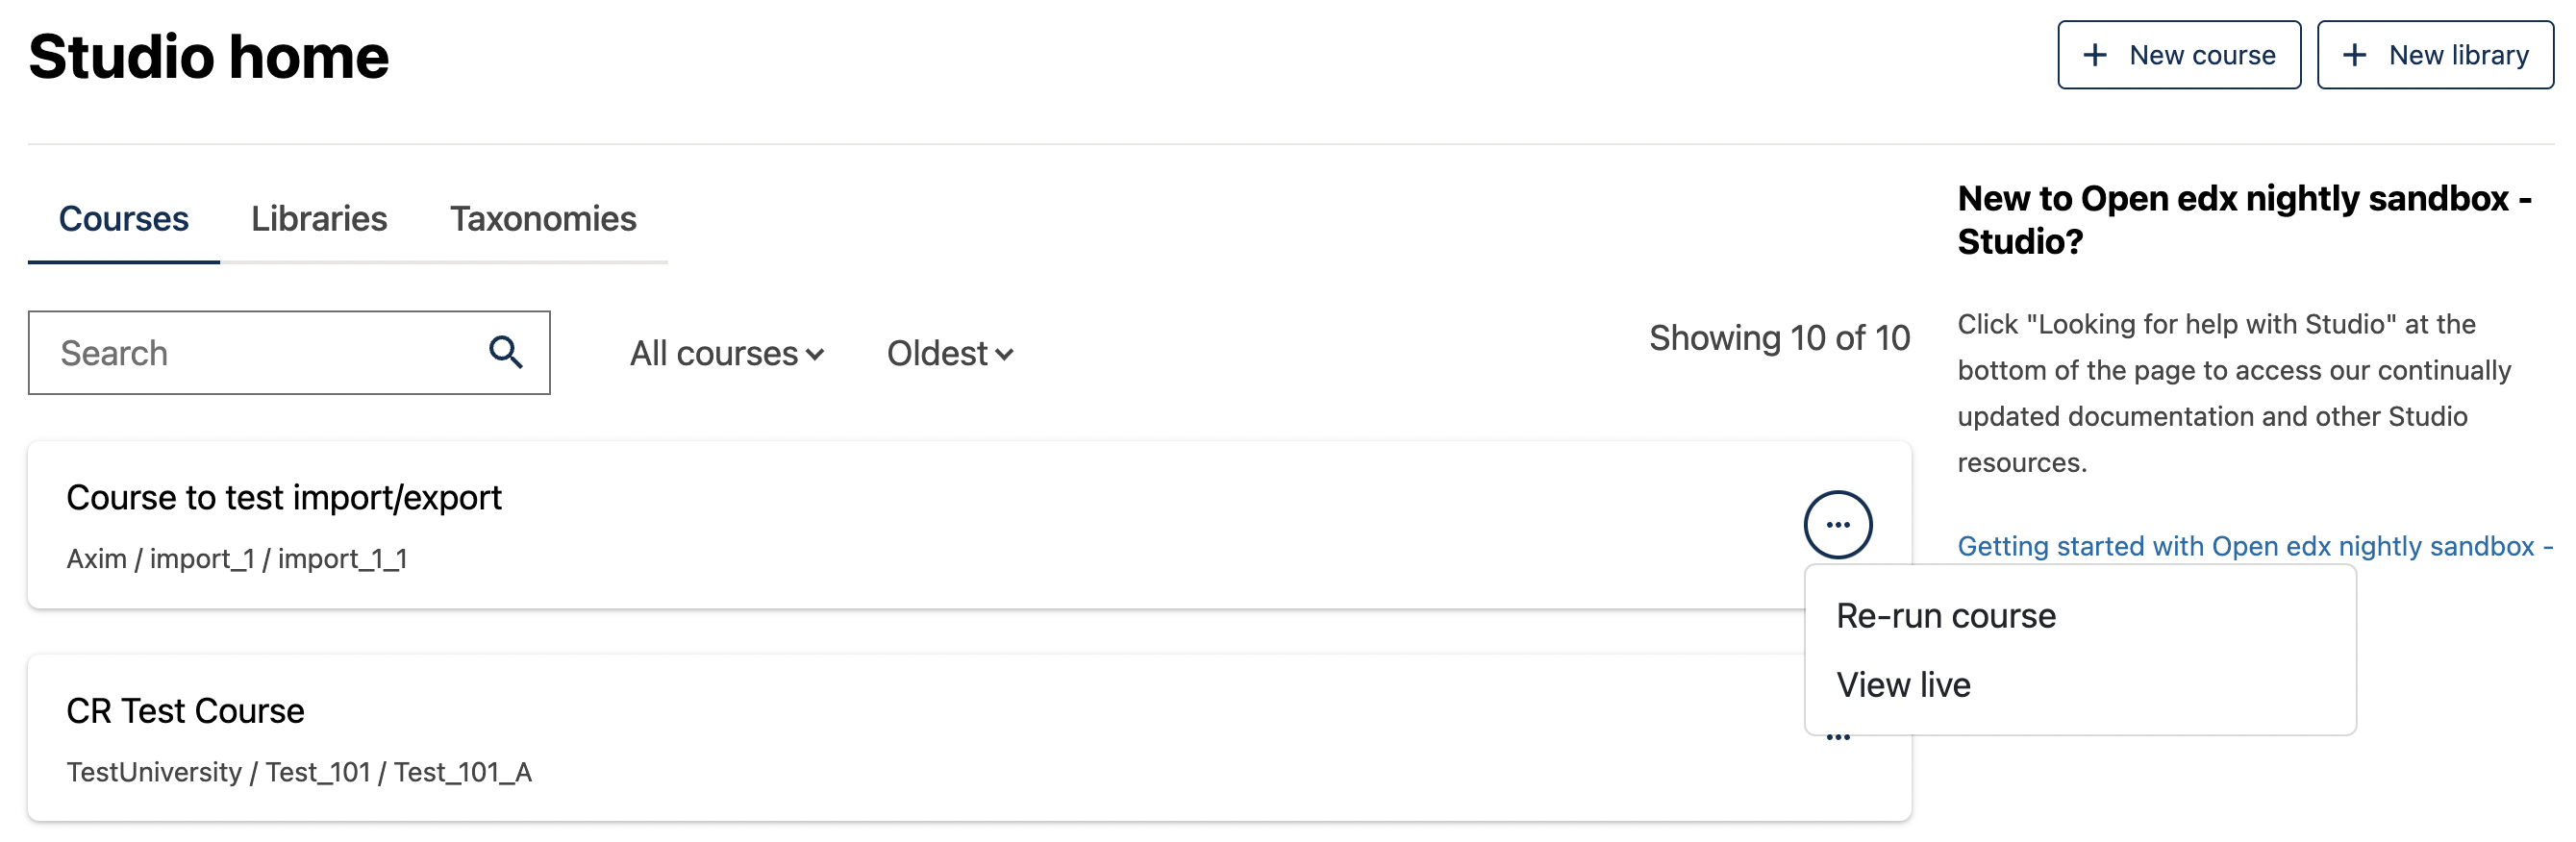 Studio home
New course
New library
Courses
Libraries
Taxonomies
Search
All courses
Oldest
Showing 10 of 10
Course to test import/export
Axim / import_1 / import_1_1
Re-run course
View live
CR Test Course
TestUniversity / Test_101 / Test_101_A
New to Open edx nightly sandbox -
Studio?
Click "Looking for help with Studio" at the
bottom of the page to access our continually
updated documentation and other Studio
resources.
Getting started with Open edx nightly sandbox -